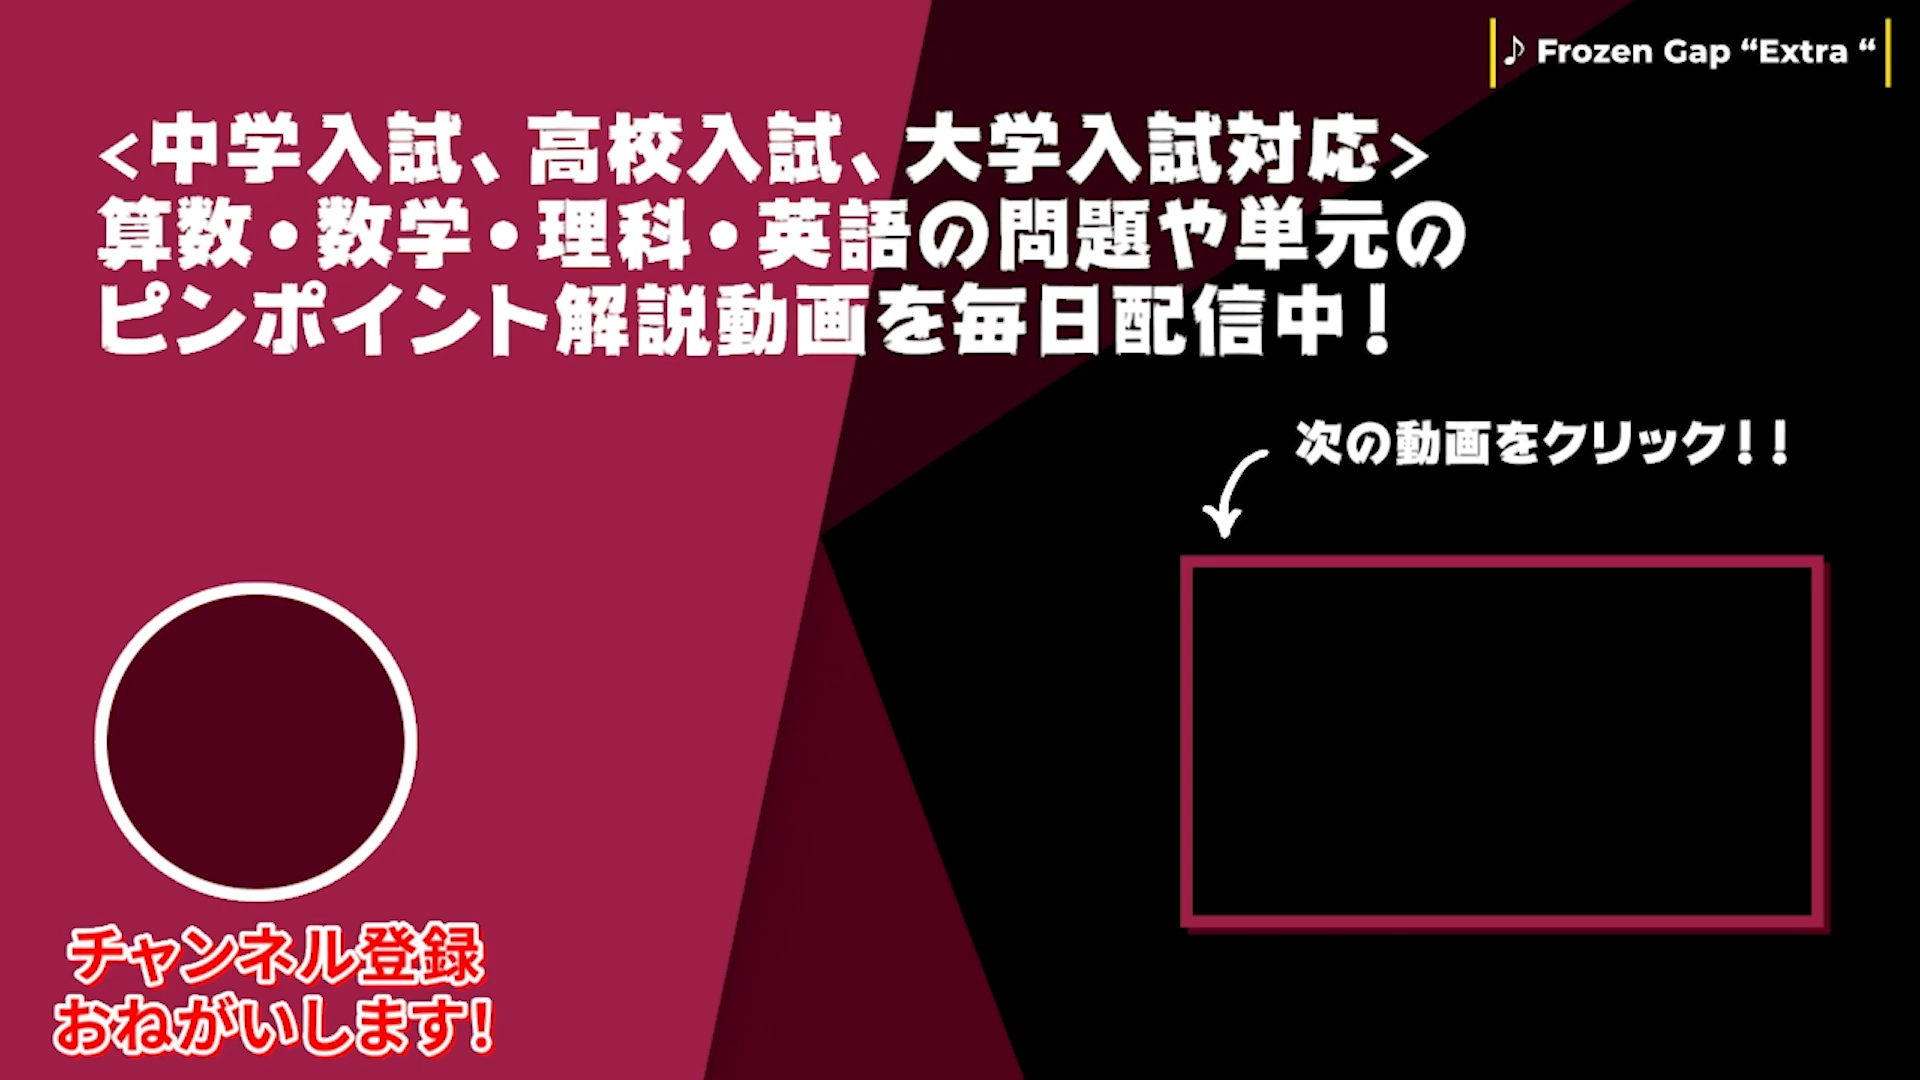 ♪ Frozen Gap “Extra “
<中学入試、高校入試、大学入試対応>
算数・数学・理科・英語の問題や単元の
ピンポイント解説動画を毎日配信中！
次の動画をクリック！！
チャンネル登録
おねがいします！